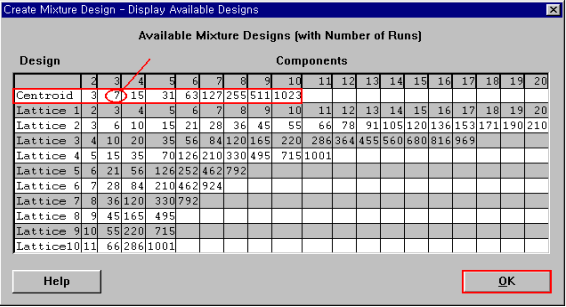 Create Mixture Design - Display Available Designs
Available Mixture Designs (with Number of Runs)
Design Components
2 3 4 5 6 7 8 9 10 11 12 13 14 15 16 17 18 19 20
Centroid 3 7 15 31 63 127 255 511 1023
Lattice 1 2 3 4 5 6 7 8 9 10 11 12 13 14 15 16 17 18 19 20
Lattice 2 3 6 10 15 21 28 36 45 55 66 78 91 105 120 136 153 171 190 210
Lattice 3 4 10 20 35 56 84 120 165 220 286 364 455 560 680 816 969
Lattice 4 5 15 35 70 126 210 330 495 715 1001
Lattice 5 6 21 56 126 252 462 792
Lattice 6 7 28 84 210 462 924
Lattice 7 8 36 120 330 792
Lattice 8 9 45 165 495
Lattice 9 10 55 220 715
Lattice10 11 66 286 1001
Help OK